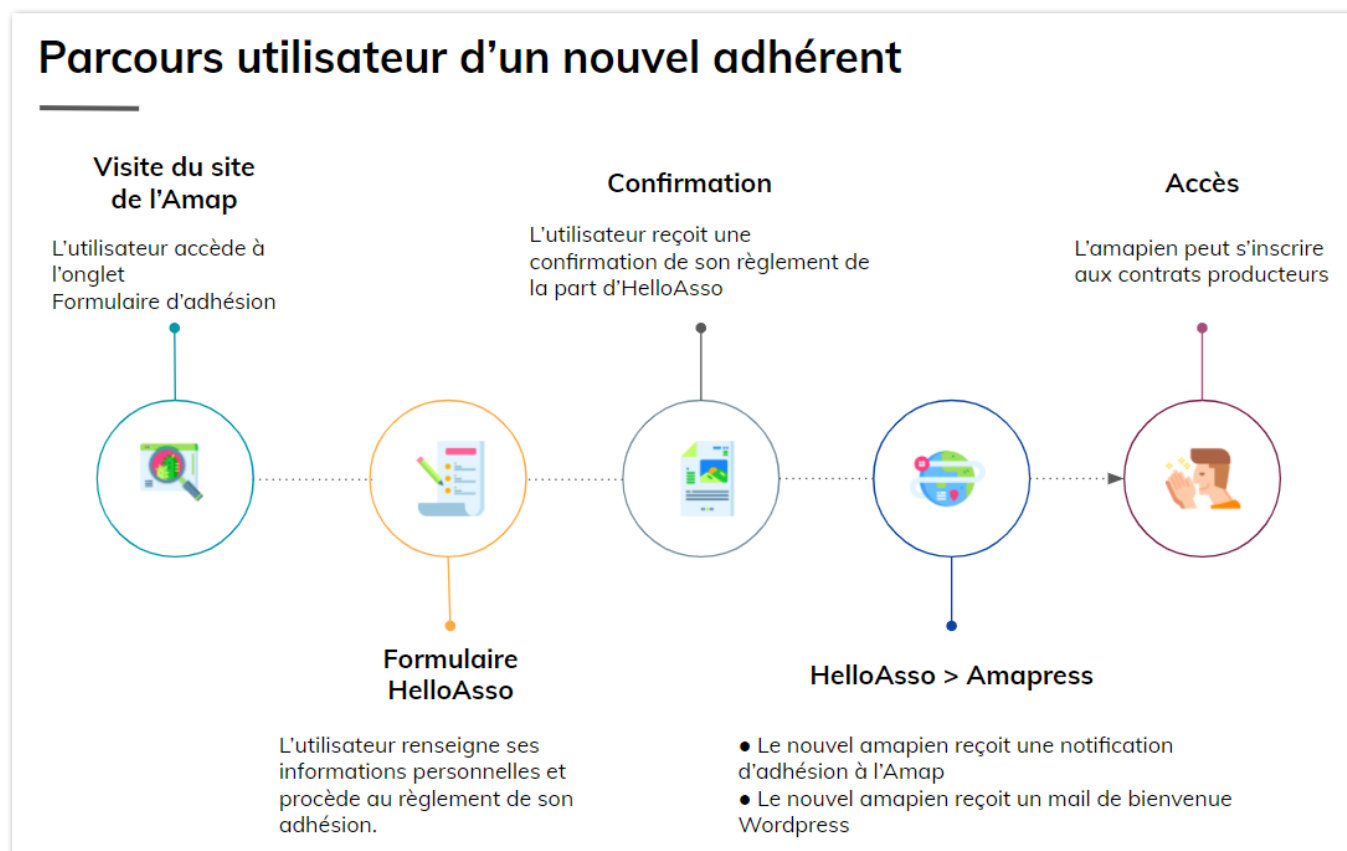 Parcours utilisateur d'un nouvel adhérent
Visite du site
de l'Amap
L'utilisateur accède à
l'onglet
Formulaire d'adhésion
Confirmation
L'utilisateur reçoit une
confirmation de son règlement de
la part d'HelloAsso
Accès
L'amapien peut s'inscrire
aux contrats producteurs
Formulaire
HelloAsso
L'utilisateur renseigne ses
informations personnelles et
procède au règlement de son
adhésion.
HelloAsso > Amapress
● Le nouvel amapien reçoit une notification
d'adhésion à l'Amap
● Le nouvel amapien reçoit un mail de bienvenue
Wordpress